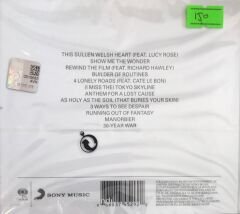 150
THIS SULLEN WELSH HEART (FEAT. LUCY ROSE)
SHOW ME THE WONDER
REWIND THE FILM (FEAT. RICHARD HAWLEY)
BUILDER OF ROUTINES
4 LONELY ROADS (FEAT. CATE LE BON)
(I MISS THE) TOKYO SKYLINE
ANTHEM FOR A LOST CAUSE
AS HOLY AS THE SOIL (THAT BURIES YOUR SKIN)
3 WAYS TO SEE DESPAIR
RUNNING OUT OF FANTASY
MANORBIER
30-YEAR WAR
SONY MUSIC